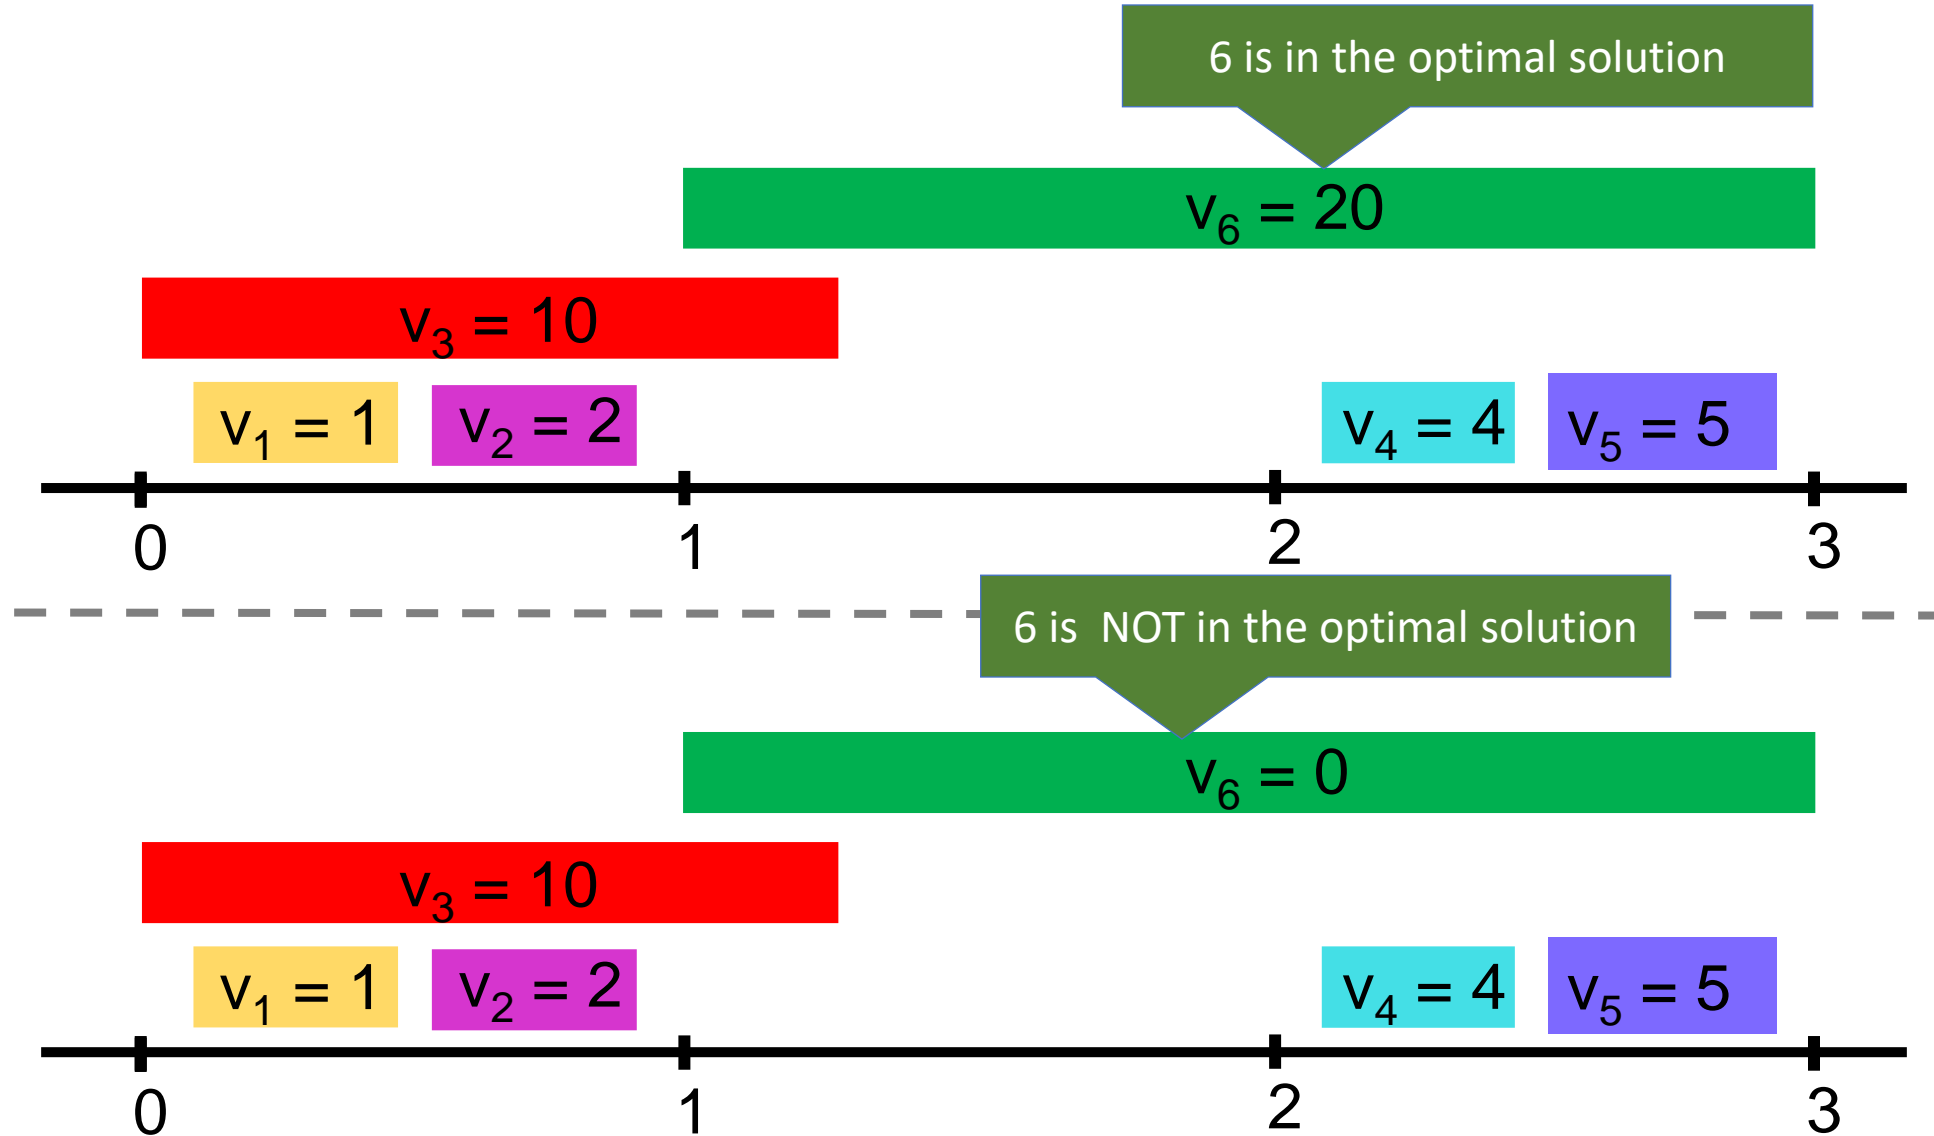 6 is in the optimal solution
v₆ = 20
v₃ = 10
v₁ = 1 v₂ = 2 v₄ = 4 v₅ = 5
0 1 2 3
6 is NOT in the optimal solution
v₆ = 0
v₃ = 10
v₁ = 1 v₂ = 2 v₄ = 4 v₅ = 5
0 1 2 3